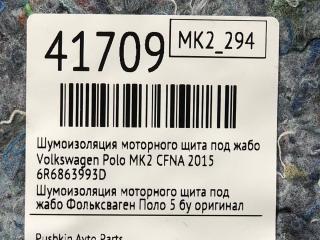 41709
MK2_294
Шумоизоляция моторного щита под жабо
Volkswagen Polo MK2 CFNA 2015
6R6863993D
Шумоизоляция моторного щита под
жабо Фольксваген Поло 5 бу оригинал
Pushkin Avto Parts